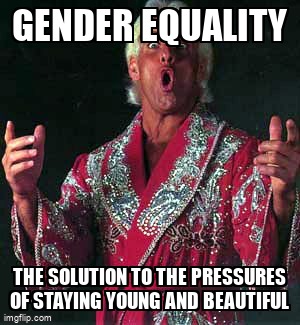 GENDER EQUALITY
THE SOLUTION TO THE PRESSURES
OF STAYING YOUNG AND BEAUTIFUL
imgflip.com